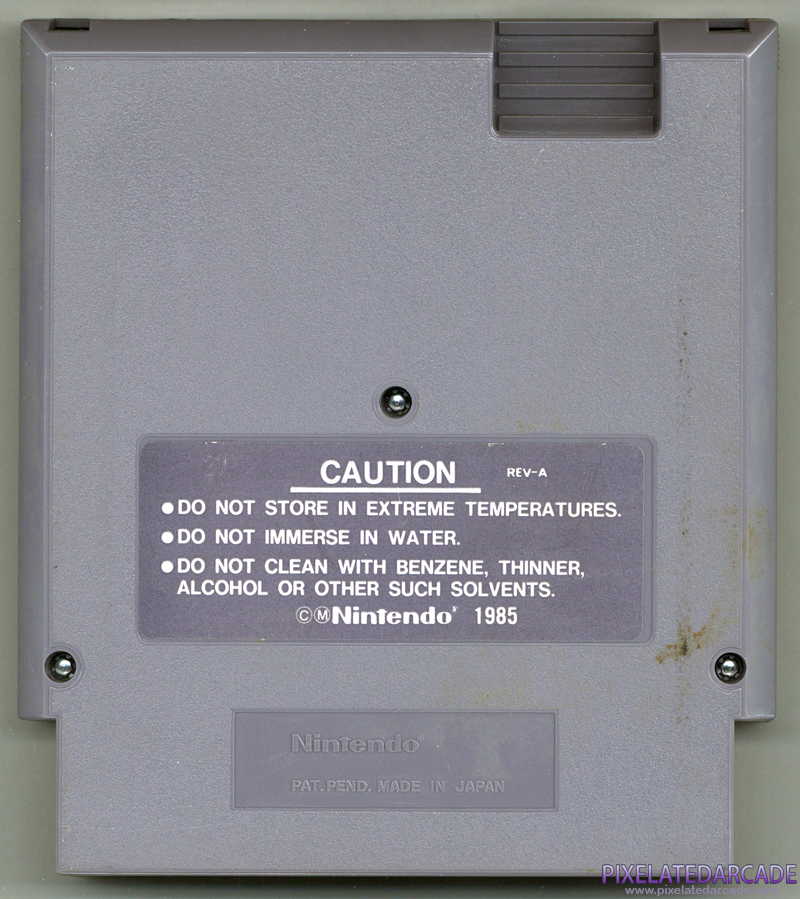 CAUTION REV-A
●DO NOT STORE IN EXTREME TEMPERATURES.
●DO NOT IMMERSE IN WATER.
●DO NOT CLEAN WITH BENZENE, THINNER,
ALCOHOL OR OTHER SUCH SOLVENTS.
ⒸⓂNintendo® 1985
Nintendo®
PAT.PEND. MADE IN JAPAN
PIXELATEDARCADE
www.pixelatedarcade.com